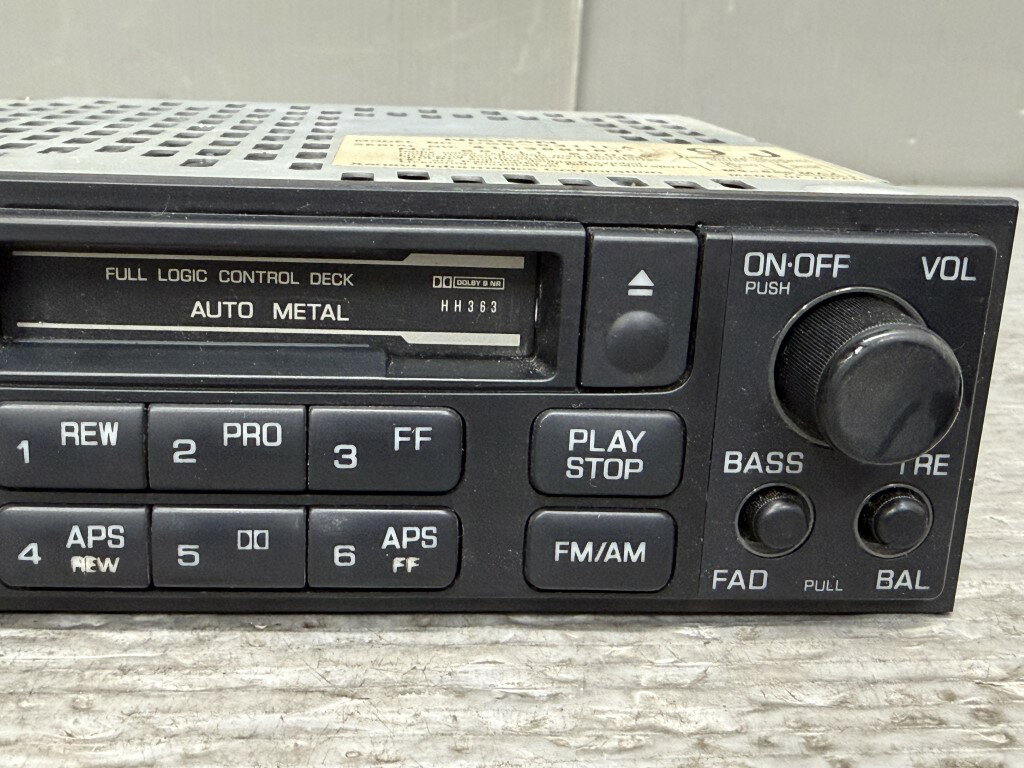 FULL LOGIC CONTROL DECK
DOLBY B NR
AUTO METAL
HH363
ON·OFF
PUSH
VOL
1 REW
2 PRO
3 FF
PLAY
STOP
BASS
TRE
4 APS
REW
5
6 APS
FF
FM/AM
FAD
PULL
BAL